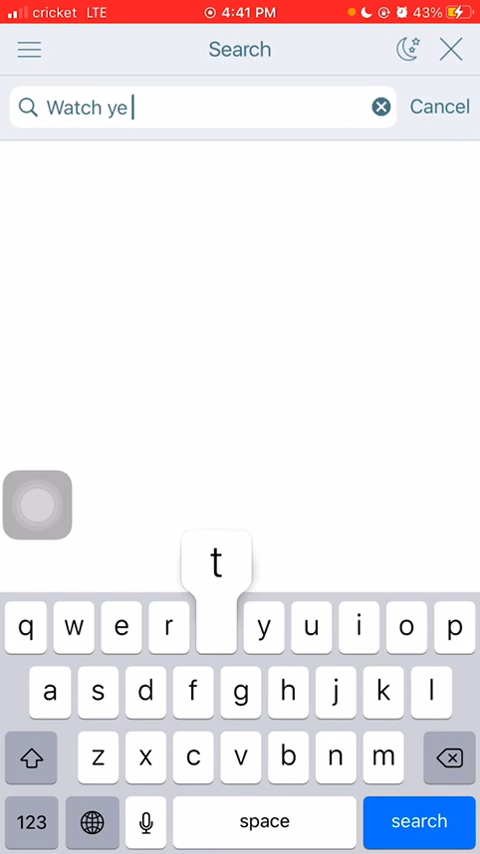 cricket LTE 4:41 PM 43%
Search
Watch ye Cancel
t
q w e r y u i o p
a s d f g h j k l
z x c v b n m
123 space search